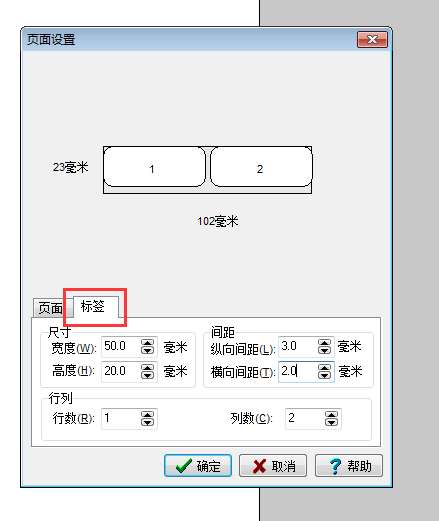 页面设置
23毫米
1
2
102毫米
页面
标签
尺寸
宽度(W): 50.0 毫米
高度(H): 20.0 毫米
间距
纵向间距(L): 3.0 毫米
横向间距(T): 2.0 毫米
行列
行数(R): 1
列数(C): 2
确定
取消
帮助